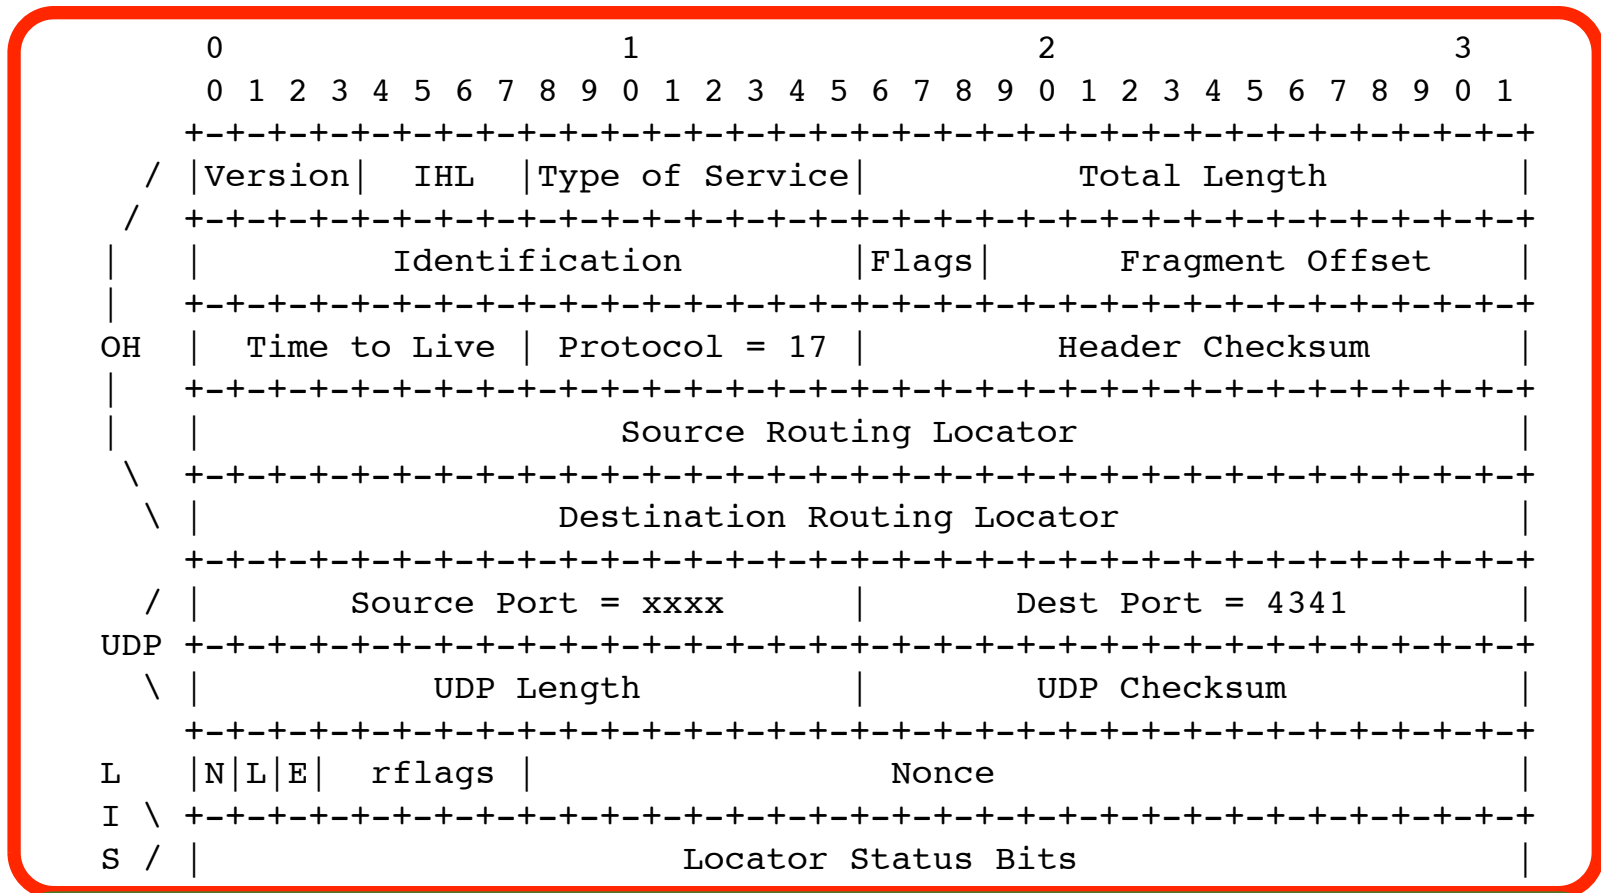 0                   1                   2                   3
       0 1 2 3 4 5 6 7 8 9 0 1 2 3 4 5 6 7 8 9 0 1 2 3 4 5 6 7 8 9 0 1
      +-+-+-+-+-+-+-+-+-+-+-+-+-+-+-+-+-+-+-+-+-+-+-+-+-+-+-+-+-+-+-+-+
    / |Version|  IHL  |Type of Service|          Total Length         |
   /  +-+-+-+-+-+-+-+-+-+-+-+-+-+-+-+-+-+-+-+-+-+-+-+-+-+-+-+-+-+-+-+-+
  |   |         Identification        |Flags|      Fragment Offset    |
  |   +-+-+-+-+-+-+-+-+-+-+-+-+-+-+-+-+-+-+-+-+-+-+-+-+-+-+-+-+-+-+-+-+
  OH  |  Time to Live | Protocol = 17 |         Header Checksum       |
  |   +-+-+-+-+-+-+-+-+-+-+-+-+-+-+-+-+-+-+-+-+-+-+-+-+-+-+-+-+-+-+-+-+
  |   |                    Source Routing Locator                     |
   \  +-+-+-+-+-+-+-+-+-+-+-+-+-+-+-+-+-+-+-+-+-+-+-+-+-+-+-+-+-+-+-+-+
    \ |                 Destination Routing Locator                   |
      +-+-+-+-+-+-+-+-+-+-+-+-+-+-+-+-+-+-+-+-+-+-+-+-+-+-+-+-+-+-+-+-+
    / |       Source Port = xxxx      |       Dest Port = 4341        |
  UDP +-+-+-+-+-+-+-+-+-+-+-+-+-+-+-+-+-+-+-+-+-+-+-+-+-+-+-+-+-+-+-+-+
    \ |           UDP Length          |        UDP Checksum           |
      +-+-+-+-+-+-+-+-+-+-+-+-+-+-+-+-+-+-+-+-+-+-+-+-+-+-+-+-+-+-+-+-+
  L   |N|L|E|  rflags |                 Nonce                         |
  I \ +-+-+-+-+-+-+-+-+-+-+-+-+-+-+-+-+-+-+-+-+-+-+-+-+-+-+-+-+-+-+-+-+
  S / |                       Locator Status Bits                     |